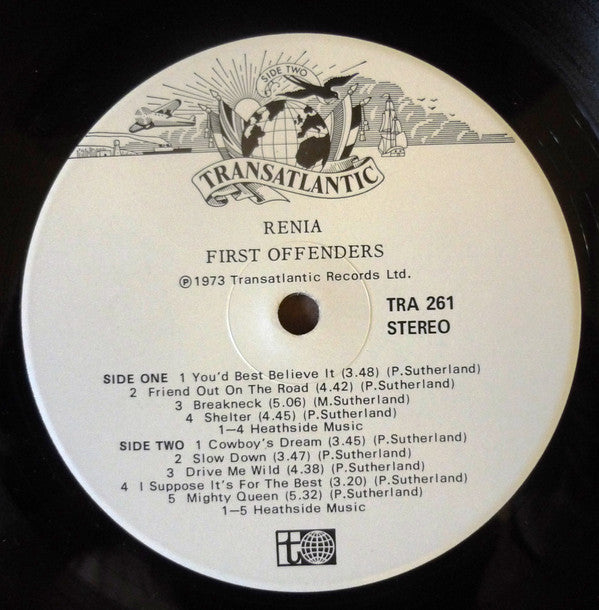 SIDE TWO
TRANSATLANTIC
RENIA
FIRST OFFENDERS
℗1973 Transatlantic Records Ltd.
TRA 261
STEREO
SIDE ONE 1 You'd Best Believe It (3.48) (P.Sutherland)
2 Friend Out On The Road (4.42) (P.Sutherland)
3 Breakneck (5.06) (M.Sutherland)
4 Shelter (4.45) (P.Sutherland)
1—4 Heathside Music
SIDE TWO 1 Cowboy's Dream (3.45) (P.Sutherland)
2 Slow Down (3.47) (P.Sutherland)
3 Drive Me Wild (4.38) (P.Sutherland)
4 I Suppose It's For The Best (3.20) (P.Sutherland)
5 Mighty Queen (5.32) (P.Sutherland)
1—5 Heathside Music
t